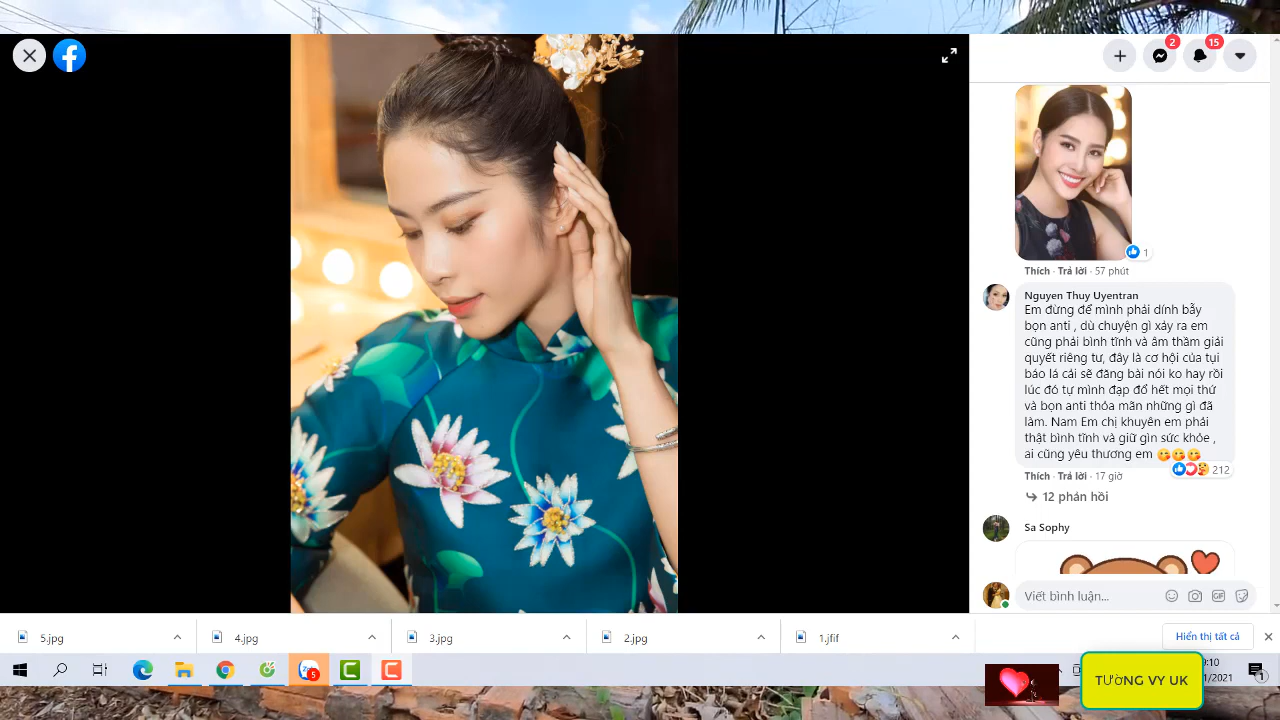 2
15
1
Thích · Trả lời · 57 phút
Nguyen Thuy Uyentran
Em đừng để mình phải dính bẫy
bọn anti , dù chuyện gì xảy ra em
cũng phải bình tĩnh và âm thầm giải
quyết riêng tư, đây là cơ hội của tụi
báo lá cải sẽ đăng bài nói ko hay rồi
lúc đó tự mình đạp đổ hết mọi thứ
và bọn anti thỏa mãn những gì đã
làm. Nam Em chị khuyên em phải
thật bình tĩnh và giữ gìn sức khỏe ,
ai cũng yêu thương em 😋😋😋
212
Thích · Trả lời · 17 giờ
12 phản hồi
Sa Sophy
Viết bình luận...
GIF
5.jpg
4.jpg
3.jpg
2.jpg
1.jfif
Hiển thị tất cả
5
:10
/2021
1
TƯỜNG VY UK